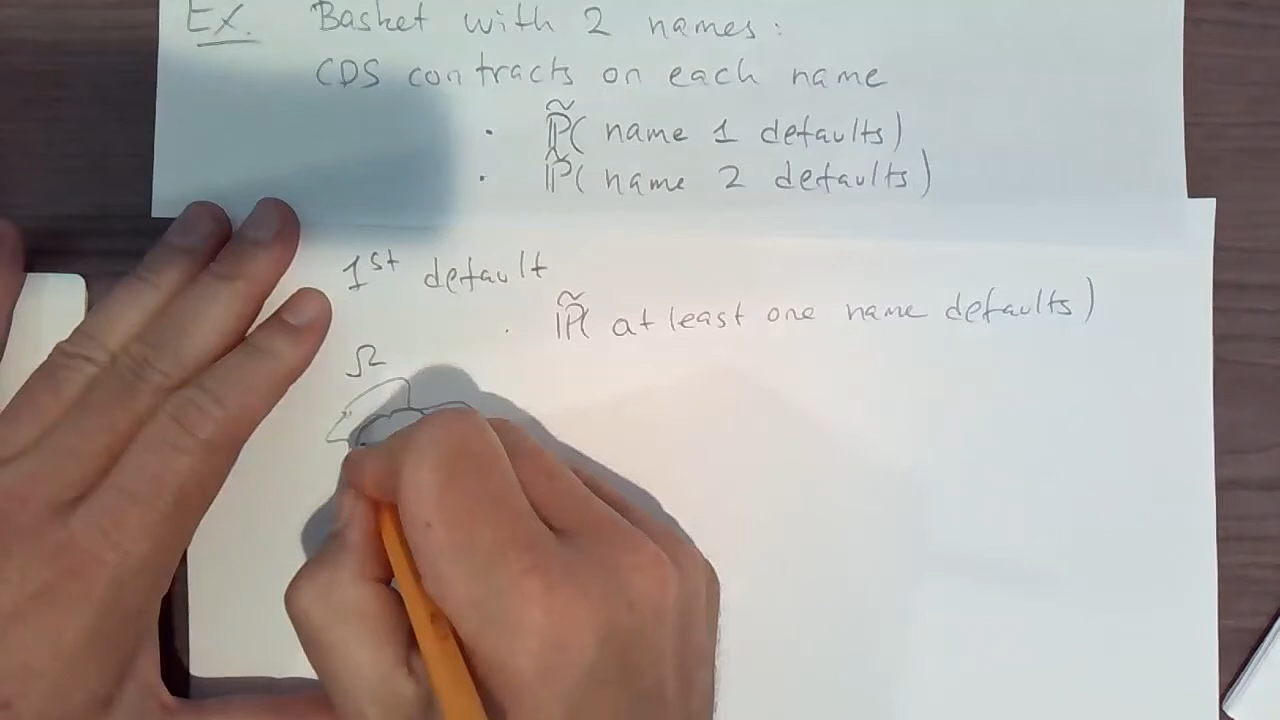 Ex. Basket with 2 names:
CDS contracts on each name
· P̃( name 1 defaults)
· P̃( name 2 defaults)
1st default
· P̃( at least one name defaults)
Ω